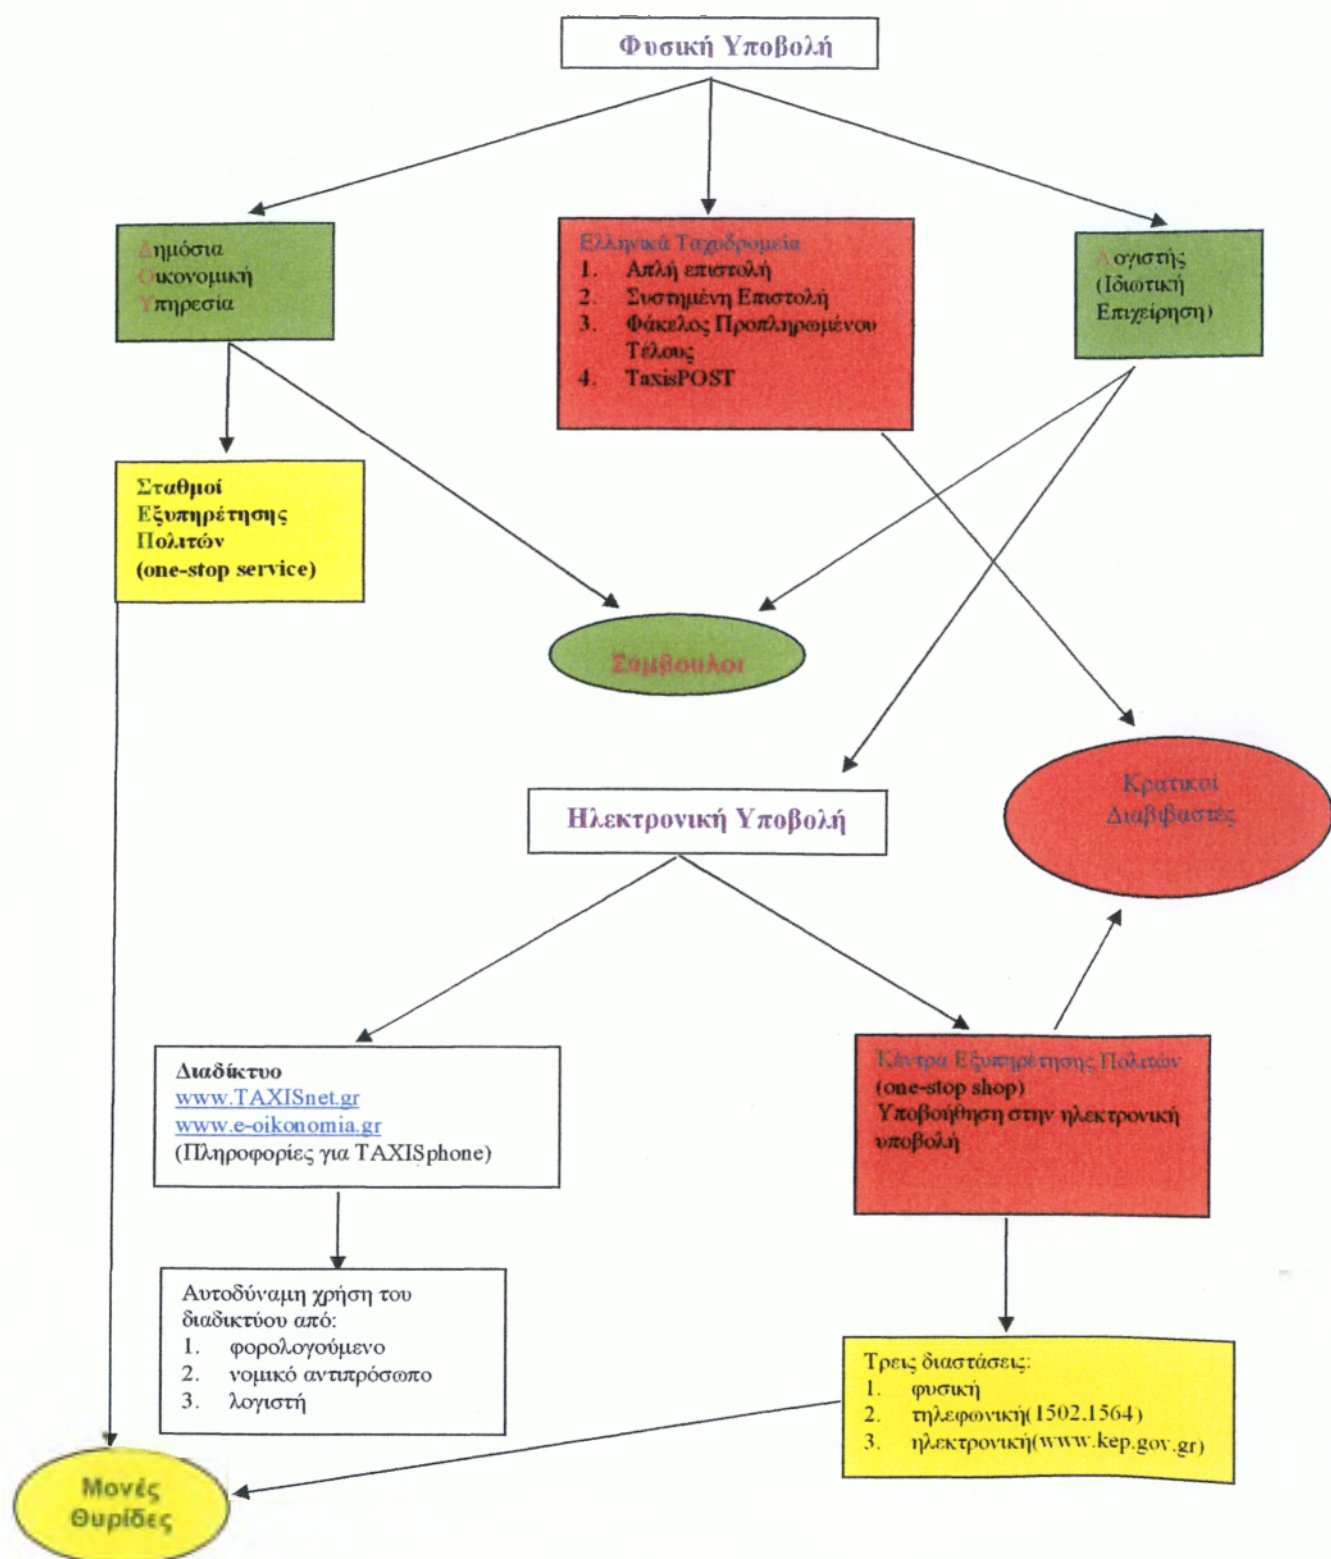 Φυσική Υποβολή
Δημόσια
Οικονομική
Υπηρεσία
Ελληνικά Ταχυδρομεία
1. Απλή επιστολή
2. Συστημένη Επιστολή
3. Φάκελος Προπληρωμένου
Τέλους
4. TaxisPOST
Λογιστής
(Ιδιωτική
Επιχείρηση)
Σταθμοί
Εξυπηρέτησης
Πολιτών
(one-stop service)
Σύμβουλοι
Κρατικοί
Διαβιβαστές
Ηλεκτρονική Υποβολή
Διαδίκτυο
www.TAXISnet.gr
www.e-oikonomia.gr
(Πληροφορίες για TAXISphone)
Κέντρα Εξυπηρέτησης Πολιτών
(one-stop shop)
Υποβοήθηση στην ηλεκτρονική
υποβολή
Αυτοδύναμη χρήση του
διαδικτύου από:
1. φορολογούμενο
2. νομικό αντιπρόσωπο
3. λογιστή
Τρεις διαστάσεις:
1. φυσική
2. τηλεφωνική(1502.1564)
3. ηλεκτρονική(www.kep.gov.gr)
Μονές
Θυρίδες